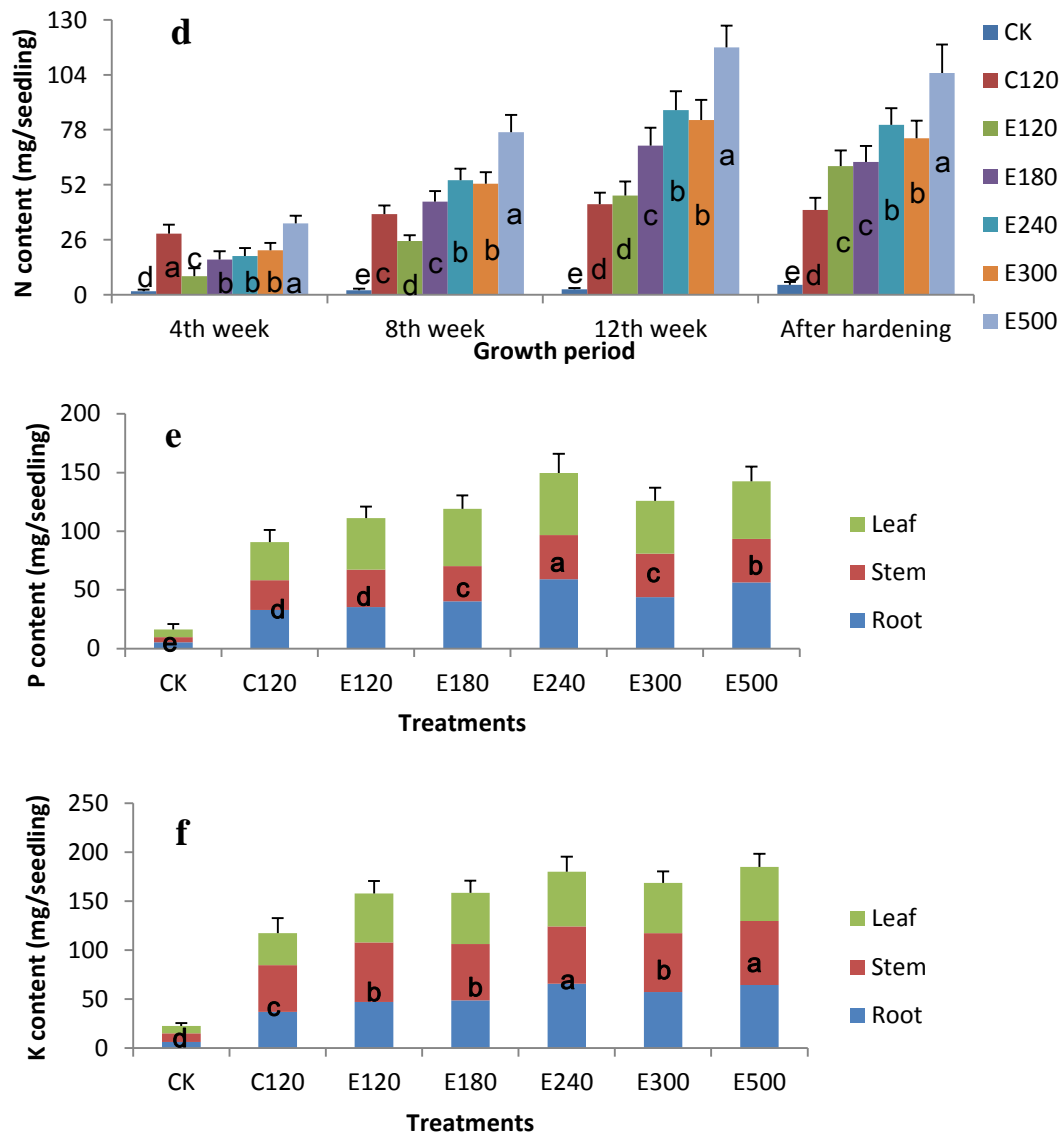 d
N content (mg/seedling)
130
104
78
52
26
0
d a c b b b a
e c d c b b a
e d d c b b a
e d c c b b a
4th week 8th week 12th week After hardening
Growth period
CK
C120
E120
E180
E240
E300
E500
e
P content (mg/seedling)
200
150
100
50
0
e d d c a c b
CK C120 E120 E180 E240 E300 E500
Treatments
Leaf
Stem
Root
f
K content (mg/seedling)
250
200
150
100
50
0
d c b b a b a
CK C120 E120 E180 E240 E300 E500
Treatments
Leaf
Stem
Root